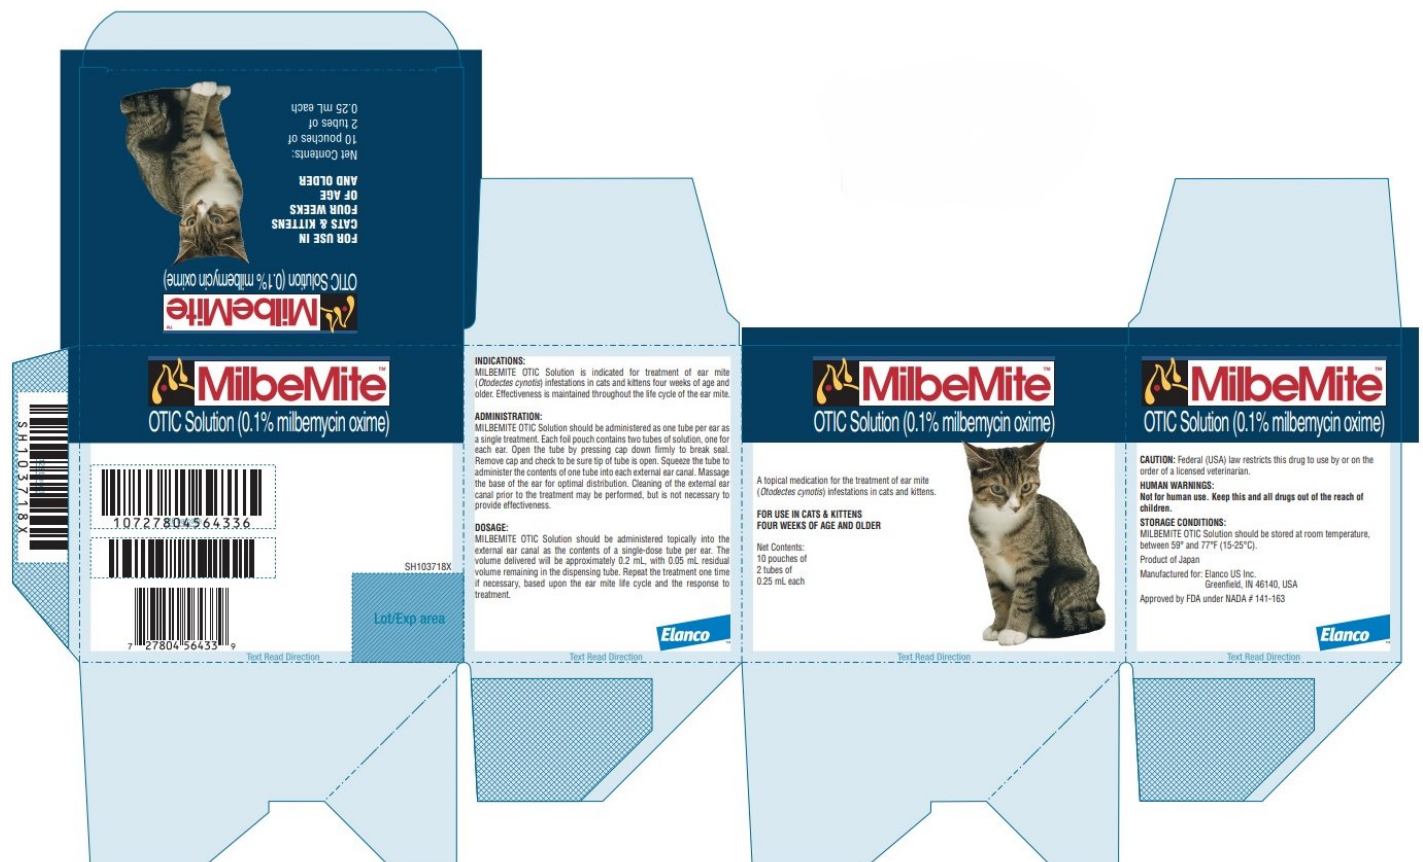 0.25 mL each
2 tubes of
10 pouches of
Net Contents:
AND OLDER
OF AGE
FOUR WEEKS
CATS & KITTENS
FOR USE IN
OTIC Solution (0.1% milbemycin oxime)
MilbeMite™
MilbeMite™
OTIC Solution (0.1% milbemycin oxime)
SH103718X
10727804564336
7 27804 56433 9
SH103718X
Lot/Exp area
Text Read Direction
INDICATIONS:
MILBEMITE OTIC Solution is indicated for treatment of ear mite
(Otodectes cynotis) infestations in cats and kittens four weeks of age and
older. Effectiveness is maintained throughout the life cycle of the ear mite.
ADMINISTRATION:
MILBEMITE OTIC Solution should be administered as one tube per ear as
a single treatment. Each foil pouch contains two tubes of solution, one for
each ear. Open the tube by pressing cap down firmly to break seal.
Remove cap and check to be sure tip of tube is open. Squeeze the tube to
administer the contents of one tube into each external ear canal. Massage
the base of the ear for optimal distribution. Cleaning of the external ear
canal prior to the treatment may be performed, but is not necessary to
provide effectiveness.
DOSAGE:
MILBEMITE OTIC Solution should be administered topically into the
external ear canal as the contents of a single-dose tube per ear. The
volume delivered will be approximately 0.2 mL, with 0.05 mL residual
volume remaining in the dispensing tube. Repeat the treatment one time
if necessary, based upon the ear mite life cycle and the response to
treatment.
Elanco
Text Read Direction
MilbeMite™
OTIC Solution (0.1% milbemycin oxime)
A topical medication for the treatment of ear mite
(Otodectes cynotis) infestations in cats and kittens.
FOR USE IN CATS & KITTENS
FOUR WEEKS OF AGE AND OLDER
Net Contents:
10 pouches of
2 tubes of
0.25 mL each
Text Read Direction
MilbeMite™
OTIC Solution (0.1% milbemycin oxime)
CAUTION: Federal (USA) law restricts this drug to use by or on the
order of a licensed veterinarian.
HUMAN WARNINGS:
Not for human use. Keep this and all drugs out of the reach of
children.
STORAGE CONDITIONS:
MILBEMITE OTIC Solution should be stored at room temperature,
between 59° and 77°F (15-25°C).
Product of Japan
Manufactured for: Elanco US Inc.
Greenfield, IN 46140, USA
Approved by FDA under NADA # 141-163
Elanco
Text Read Direction